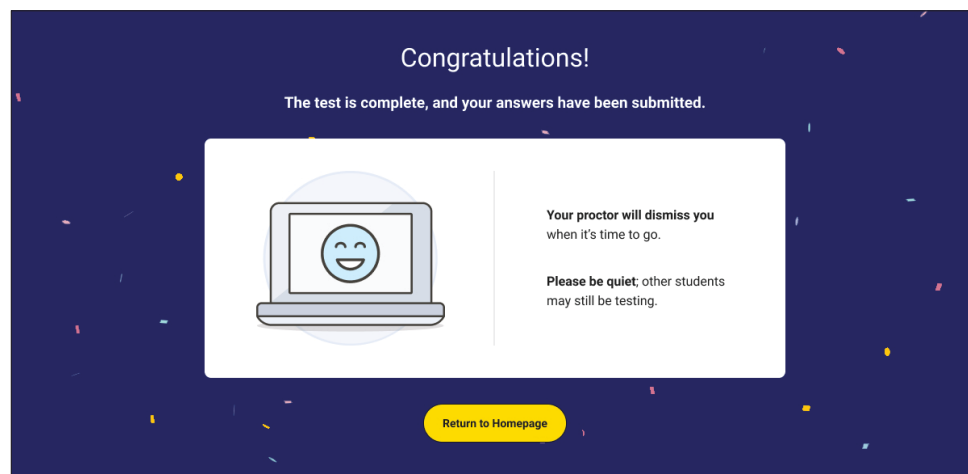 Congratulations!
The test is complete, and your answers have been submitted.
Your proctor will dismiss you
when it's time to go.
Please be quiet; other students
may still be testing.
Return to Homepage